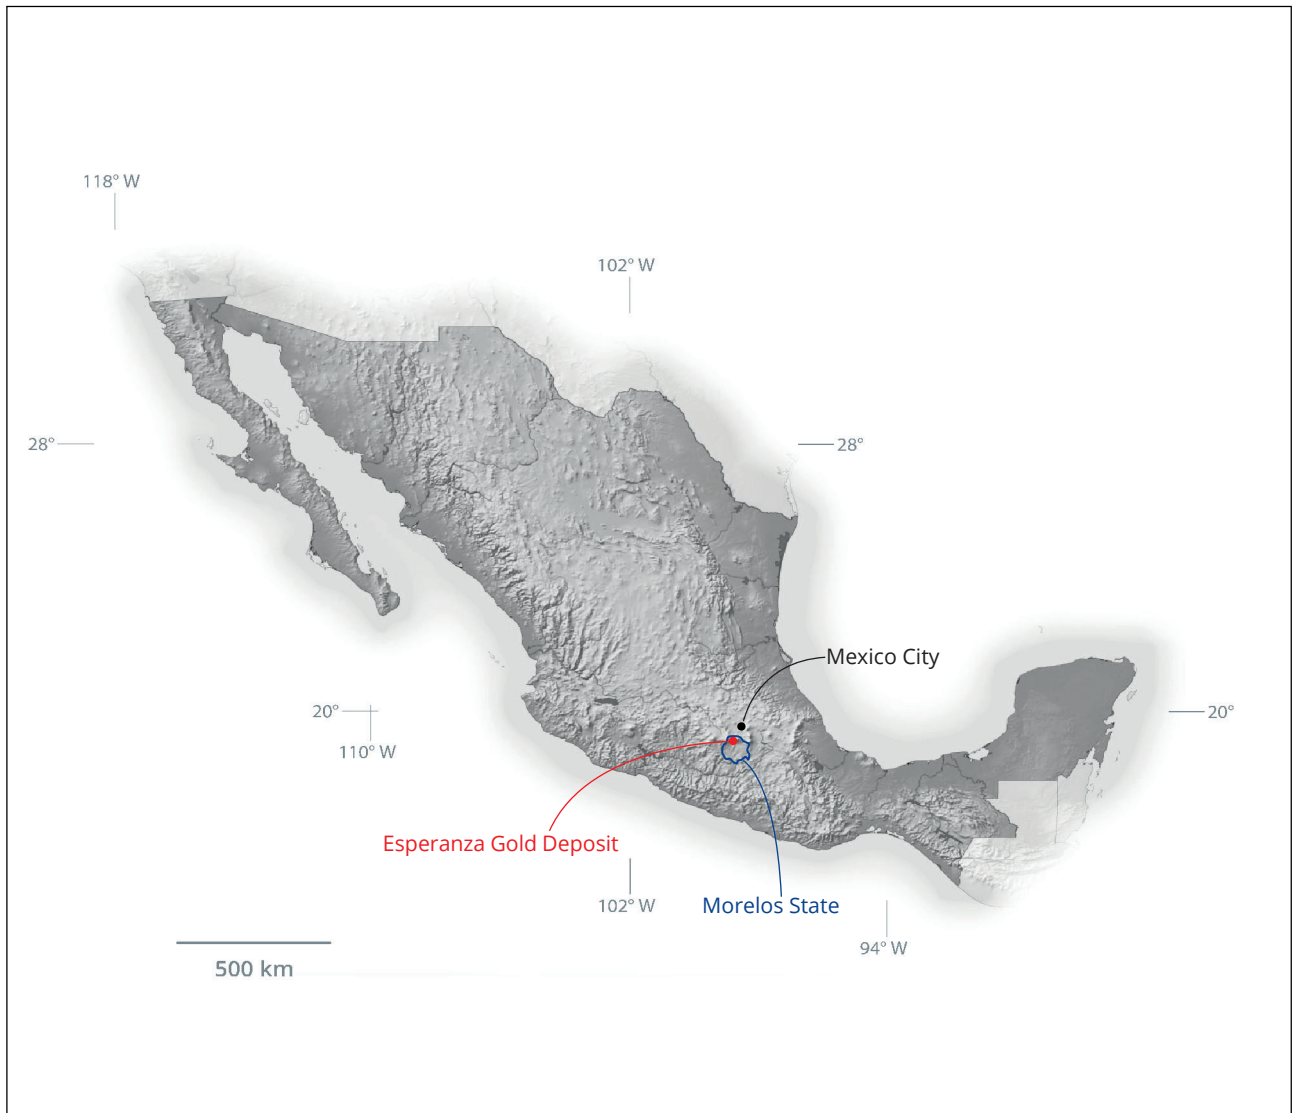 118° W
102° W
28°
28°
Mexico City
20°
20°
110° W
Esperanza Gold Deposit
102° W
Morelos State
94° W
500 km